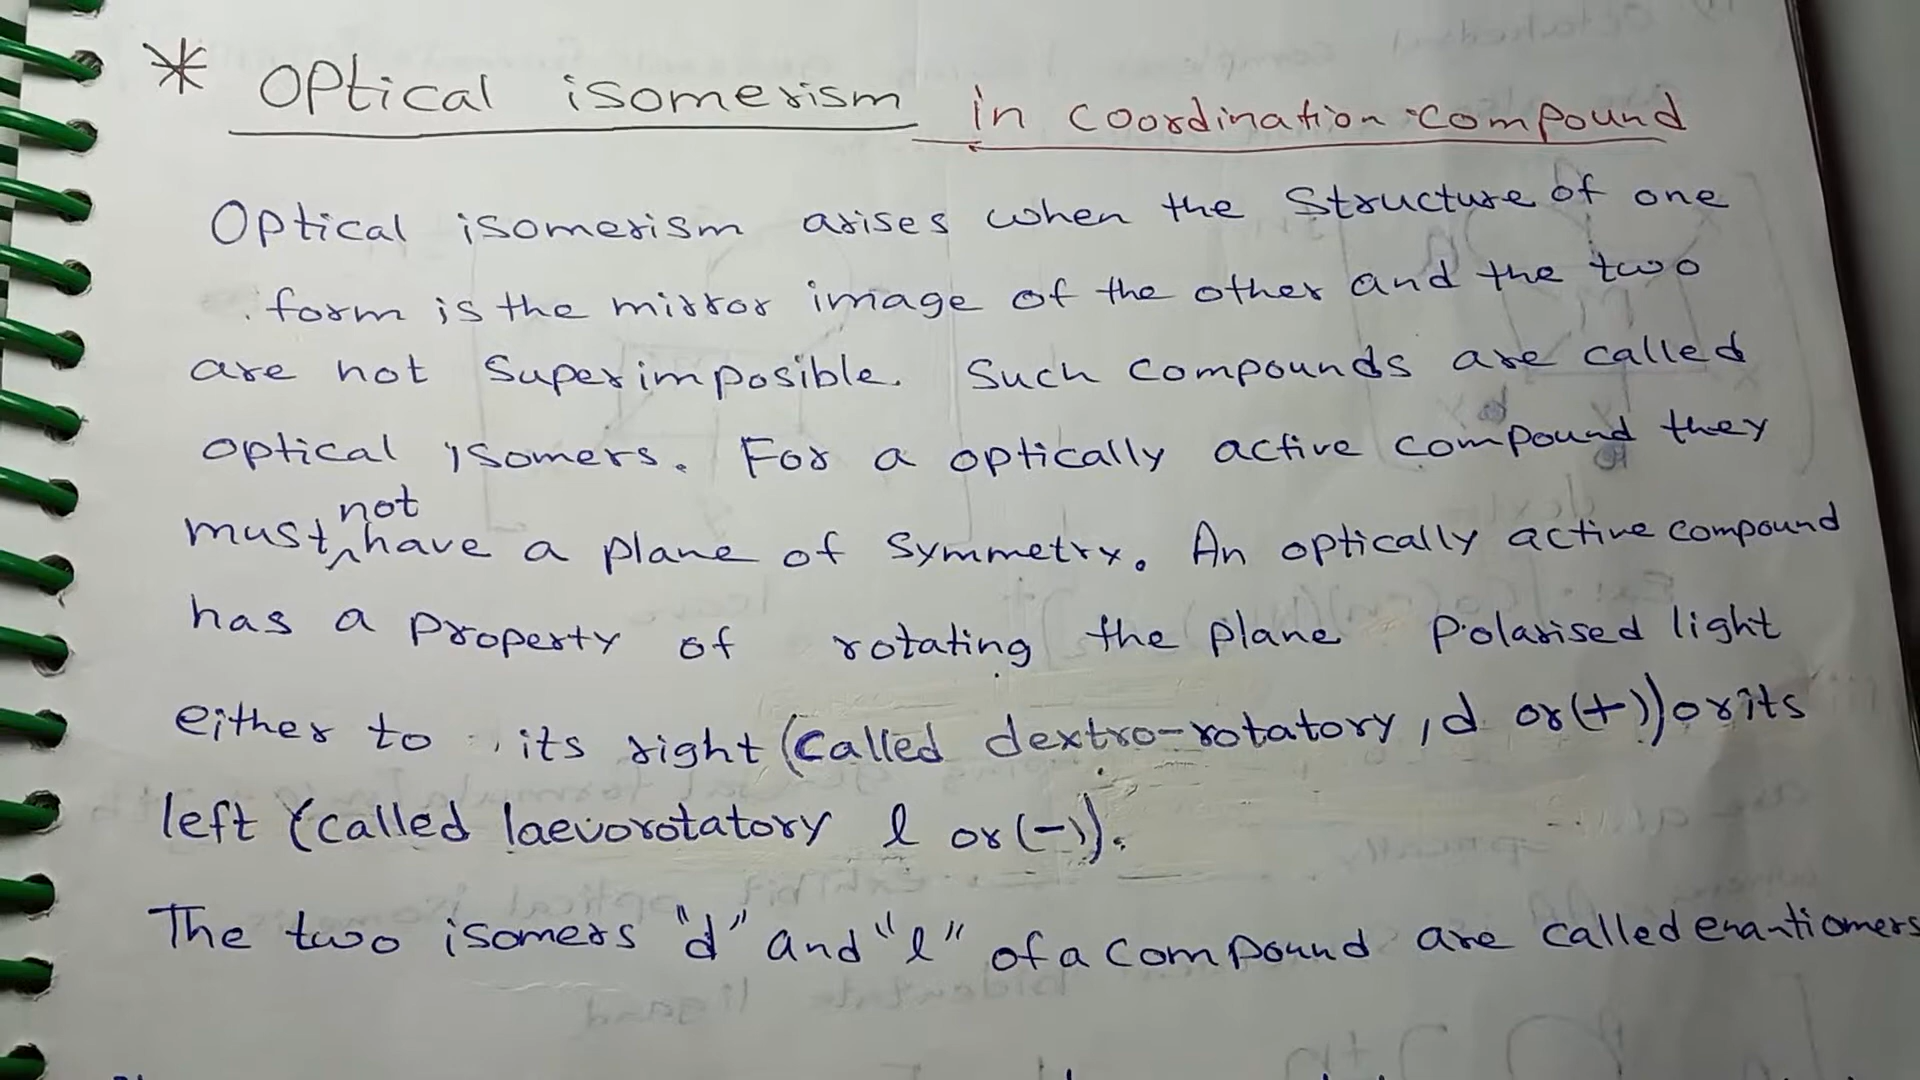 * Optical isomerism in coordination compound
Optical isomerism arises when the structure of one
form is the mirror image of the other and the two
are not superimposible. Such compounds are called
optical isomers. For a optically active compound they
must not have a plane of symmetry. An optically active compound
has a property of rotating the plane polarised light
either to its right (called dextro-rotatory, d or (+)) or its
left (called laevorotatory l or (-)).
The two isomers "d" and "l" of a compound are called enantiomers